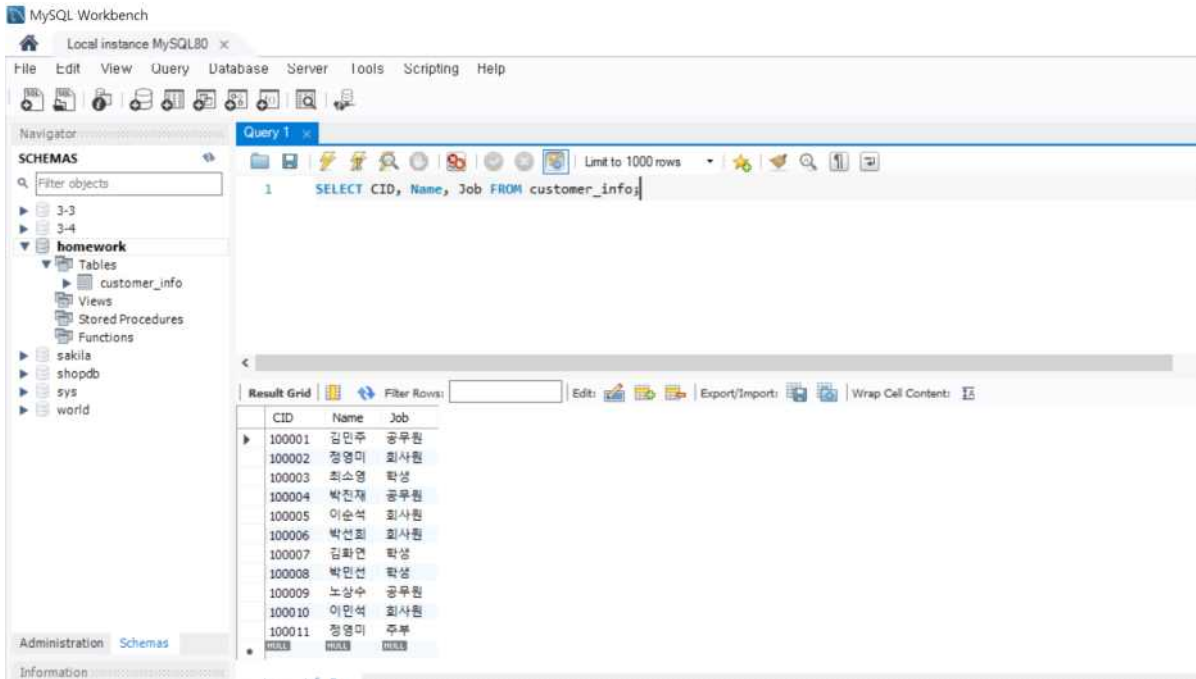 MySQL Workbench
Local instance MySQL80
File Edit View Query Database Server Tools Scripting Help
Navigator
SCHEMAS
Filter objects
3-3
3-4
homework
Tables
customer_info
Views
Stored Procedures
Functions
sakila
shopdb
sys
world
Administration Schemas
Information
Query 1
Limit to 1000 rows
1 SELECT CID, Name, Job FROM customer_info;
Result Grid Filter Rows: Edit: Export/Import: Wrap Cell Content:
CID Name Job
100001 김민주 공무원
100002 정영미 회사원
100003 최소영 학생
100004 박진재 공무원
100005 이순석 회사원
100006 박선희 회사원
100007 김화연 학생
100008 박민선 학생
100009 노상수 공무원
100010 이민석 회사원
100011 정영미 주부
NULL NULL NULL